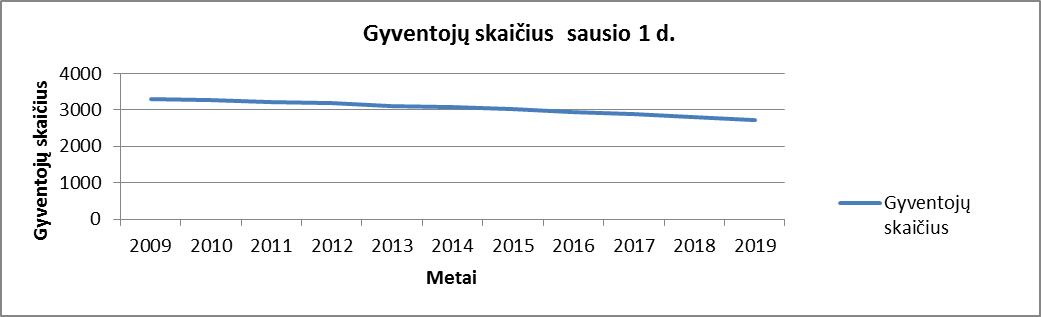 Gyventojų skaičius  sausio 1 d.
Gyventojų skaičius
4000
3000
2000
1000
0
2009 2010 2011 2012 2013 2014 2015 2016 2017 2018 2019
Metai
Gyventojų
skaičius